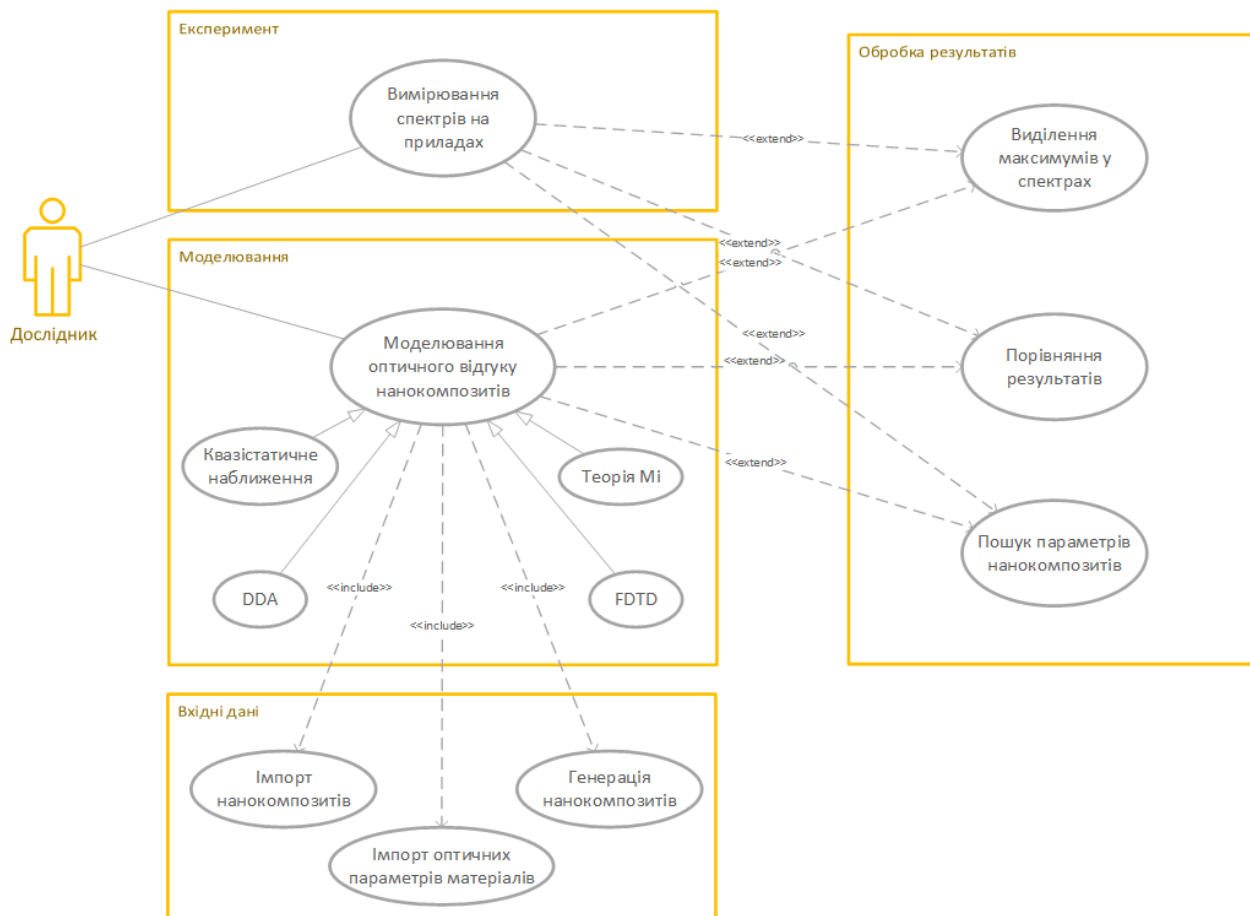 Експеримент
Вимірювання
спектрів на
приладах
Обробка результатів
<<extend>>
Виділення
максимумів у
спектрах
Дослідник
Моделювання
<<extend>>
<<extend>>
Моделювання
оптичного відгуку
нанокомпозитів
<<extend>>
<<extend>>
Порівняння
результатів
Квазістатичне
наближення
Теорія Мі
<<extend>>
Пошук параметрів
нанокомпозитів
DDA
<<include>>
<<include>>
<<include>>
FDTD
Вхідні дані
Імпорт
нанокомпозитів
Генерація
нанокомпозитів
Імпорт оптичних
параметрів матеріалів